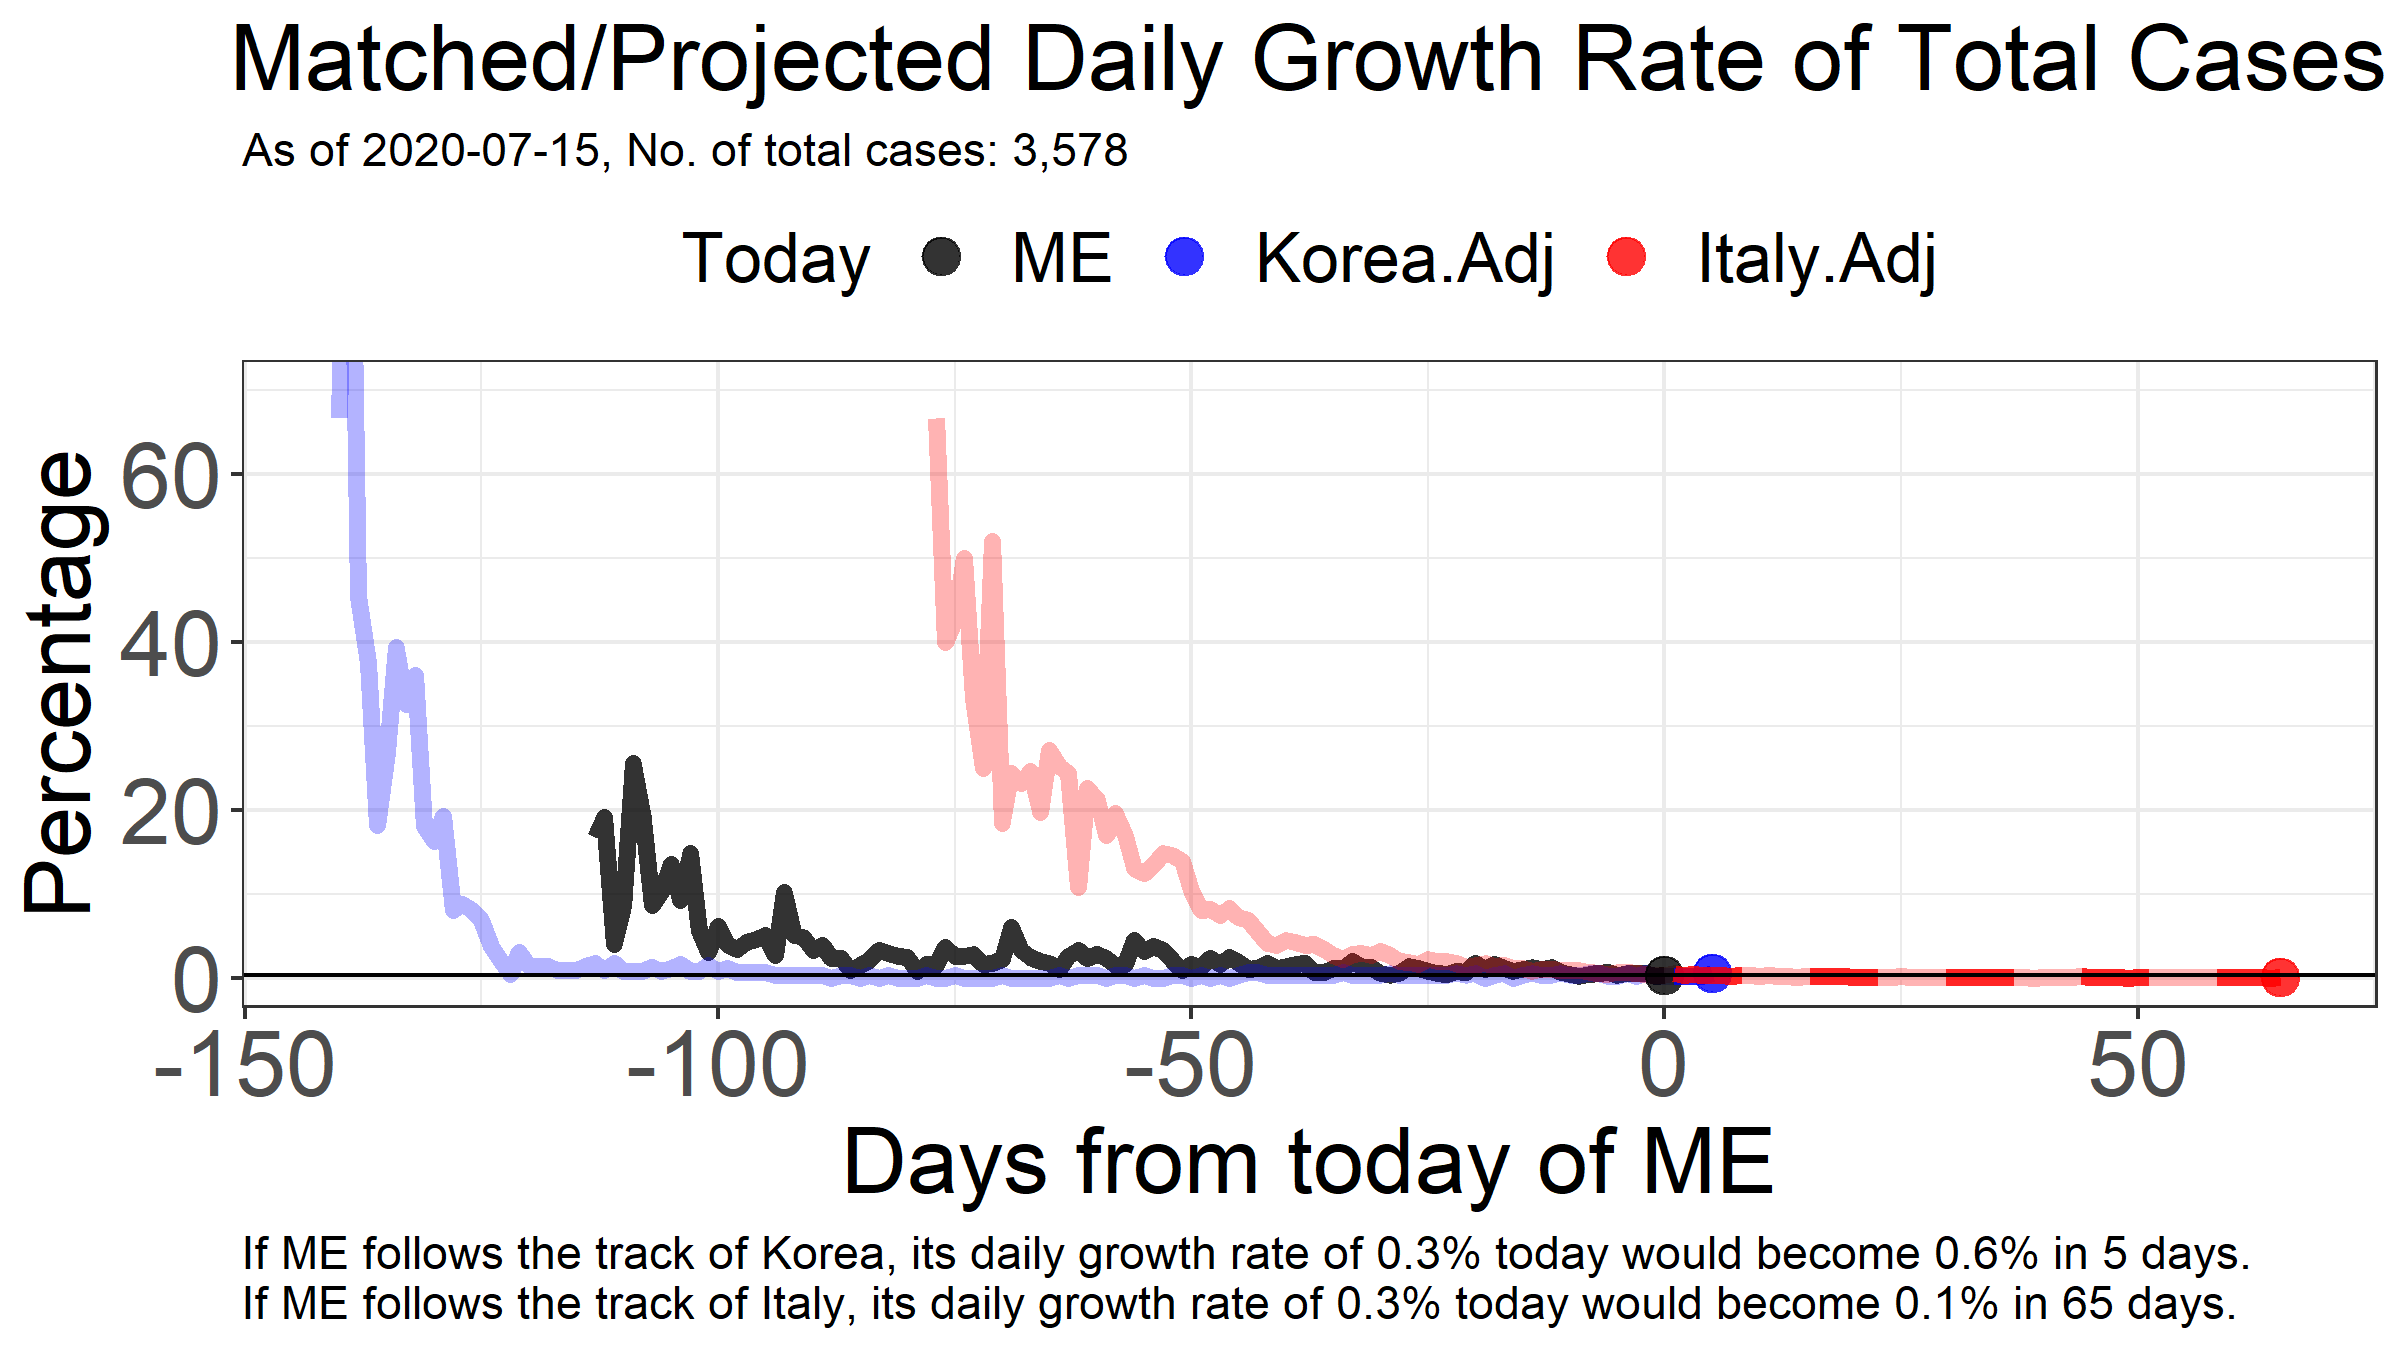 Matched/Projected Daily Growth Rate of Total Cases
As of 2020-07-15, No. of total cases: 3,578
Today ME Korea.Adj Italy.Adj
Percentage
60
40
20
0
-150 -100 -50 0 50
Days from today of ME
If ME follows the track of Korea, its daily growth rate of 0.3% today would become 0.6% in 5 days.
If ME follows the track of Italy, its daily growth rate of 0.3% today would become 0.1% in 65 days.